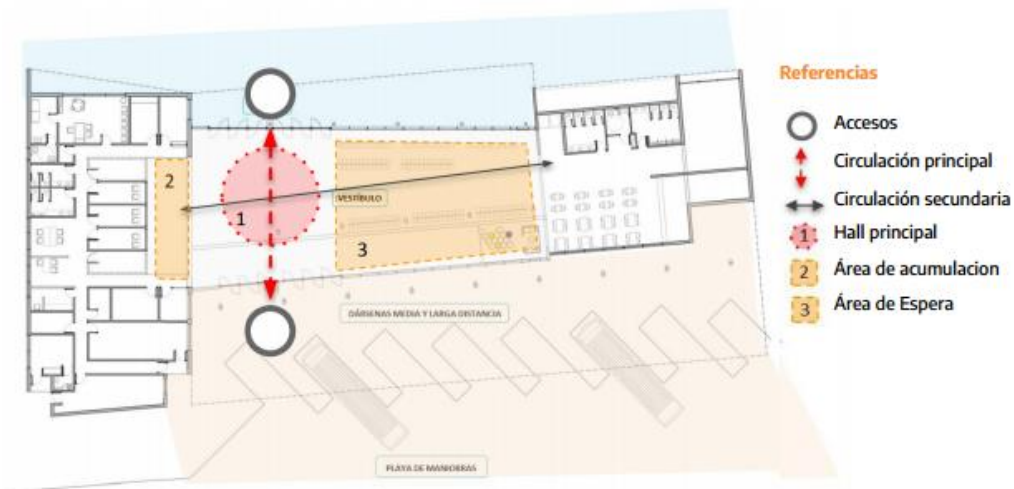 Referencias
Accesos
Circulación principal
Circulación secundaria
1
Hall principal
2
Área de acumulacion
3
Área de Espera
2
VESTÍBULO
1
3
DÁRSENAS MEDIA Y LARGA DISTANCIA
PLAYA DE MANIOBRAS